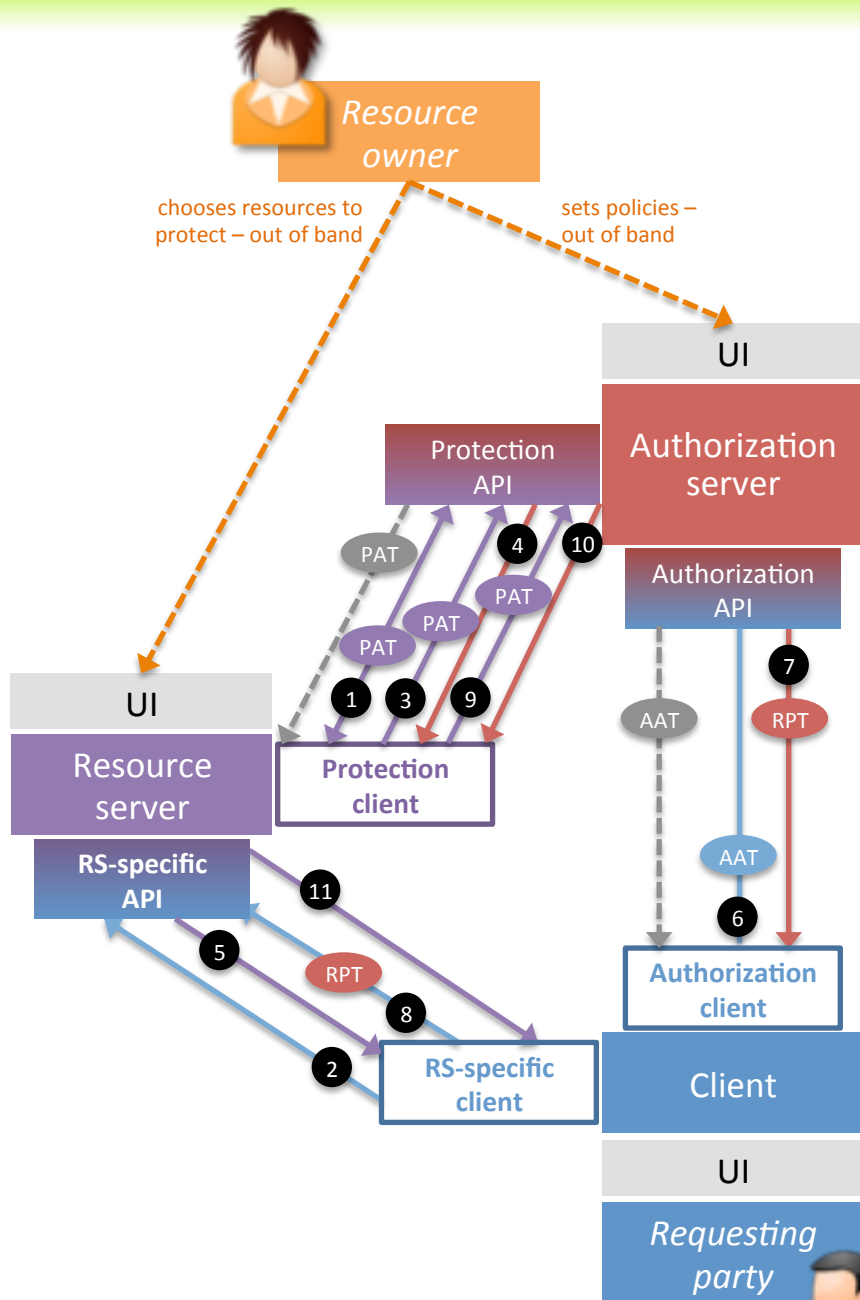 Resource
owner
chooses resources to
protect – out of band
sets policies –
out of band
UI
Authorization
server
Protection
API
PAT
4
10
Authorization
API
PAT
PAT
PAT
7
1
3
9
UI
AAT
RPT
Resource
server
Protection
client
RS-specific
API
11
AAT
6
5
RPT
8
Authorization
client
2
RS-specific
client
Client
UI
Requesting
party